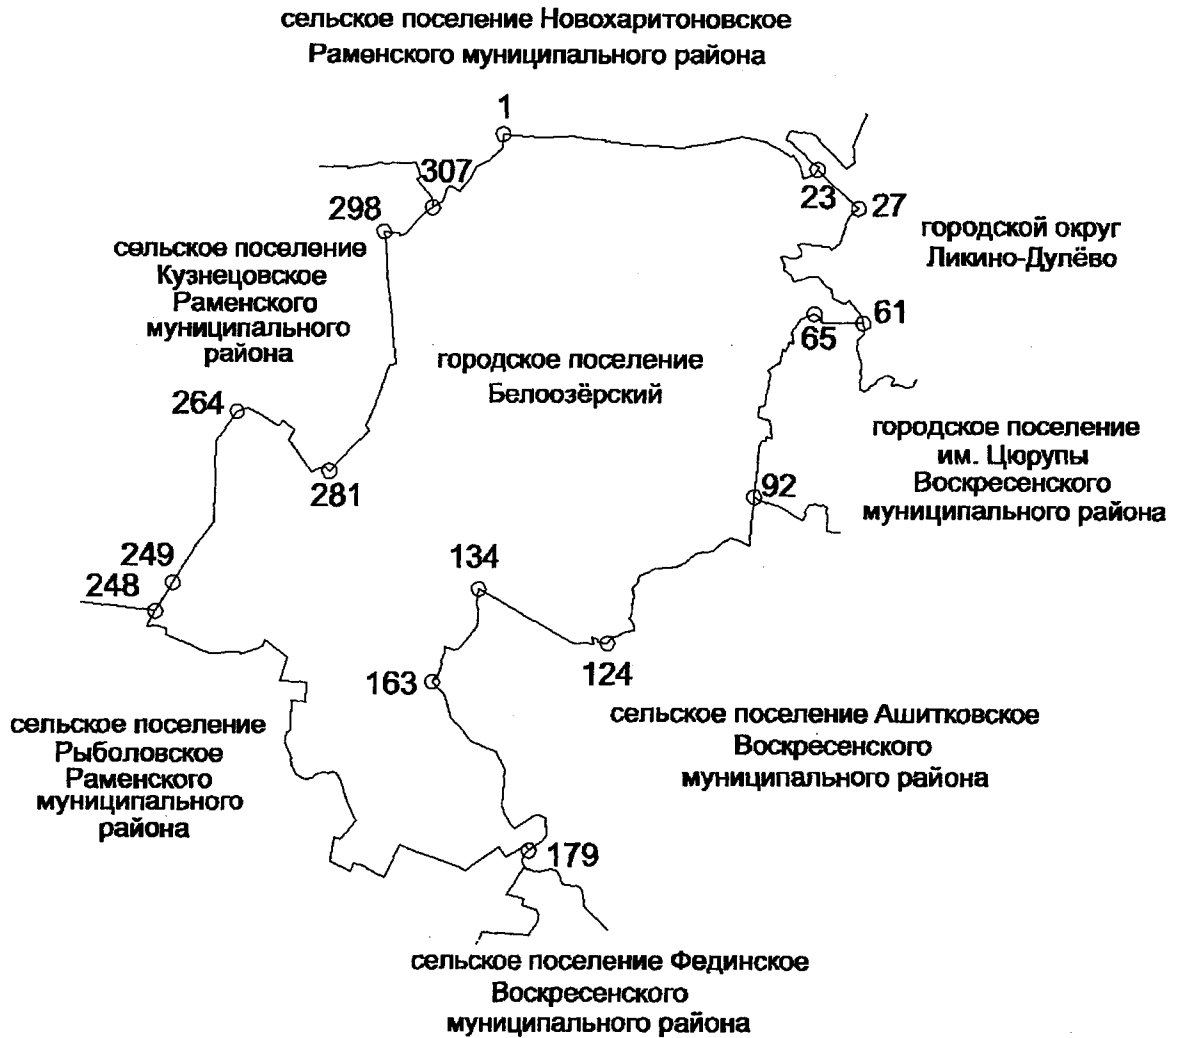 сельское поселение Новохаритоновское
Раменского муниципального района
1
307
23
27
298
городской округ
Ликино-Дулёво
сельское поселение
Кузнецовское
Раменского
муниципального
района
61
65
городское поселение
Белоозёрский
264
городское поселение
им. Цюрупы
Воскресенского
муниципального района
281
92
249
248
134
124
163
сельское поселение Ашитковское
Воскресенского
муниципального района
сельское поселение
Рыболовское
Раменского
муниципального
района
179
сельское поселение Фединское
Воскресенского
муниципального района